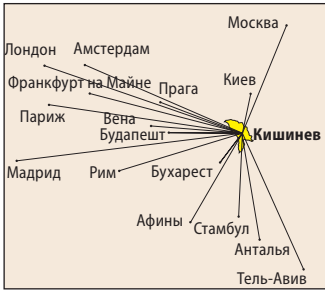 Москва
Лондон
Амстердам
Франкфурт на Майне
Киев
Прага
Париж
Вена
Будапешт
Кишинев
Мадрид
Рим
Бухарест
Афины
Стамбул
Анталья
Тель-Авив